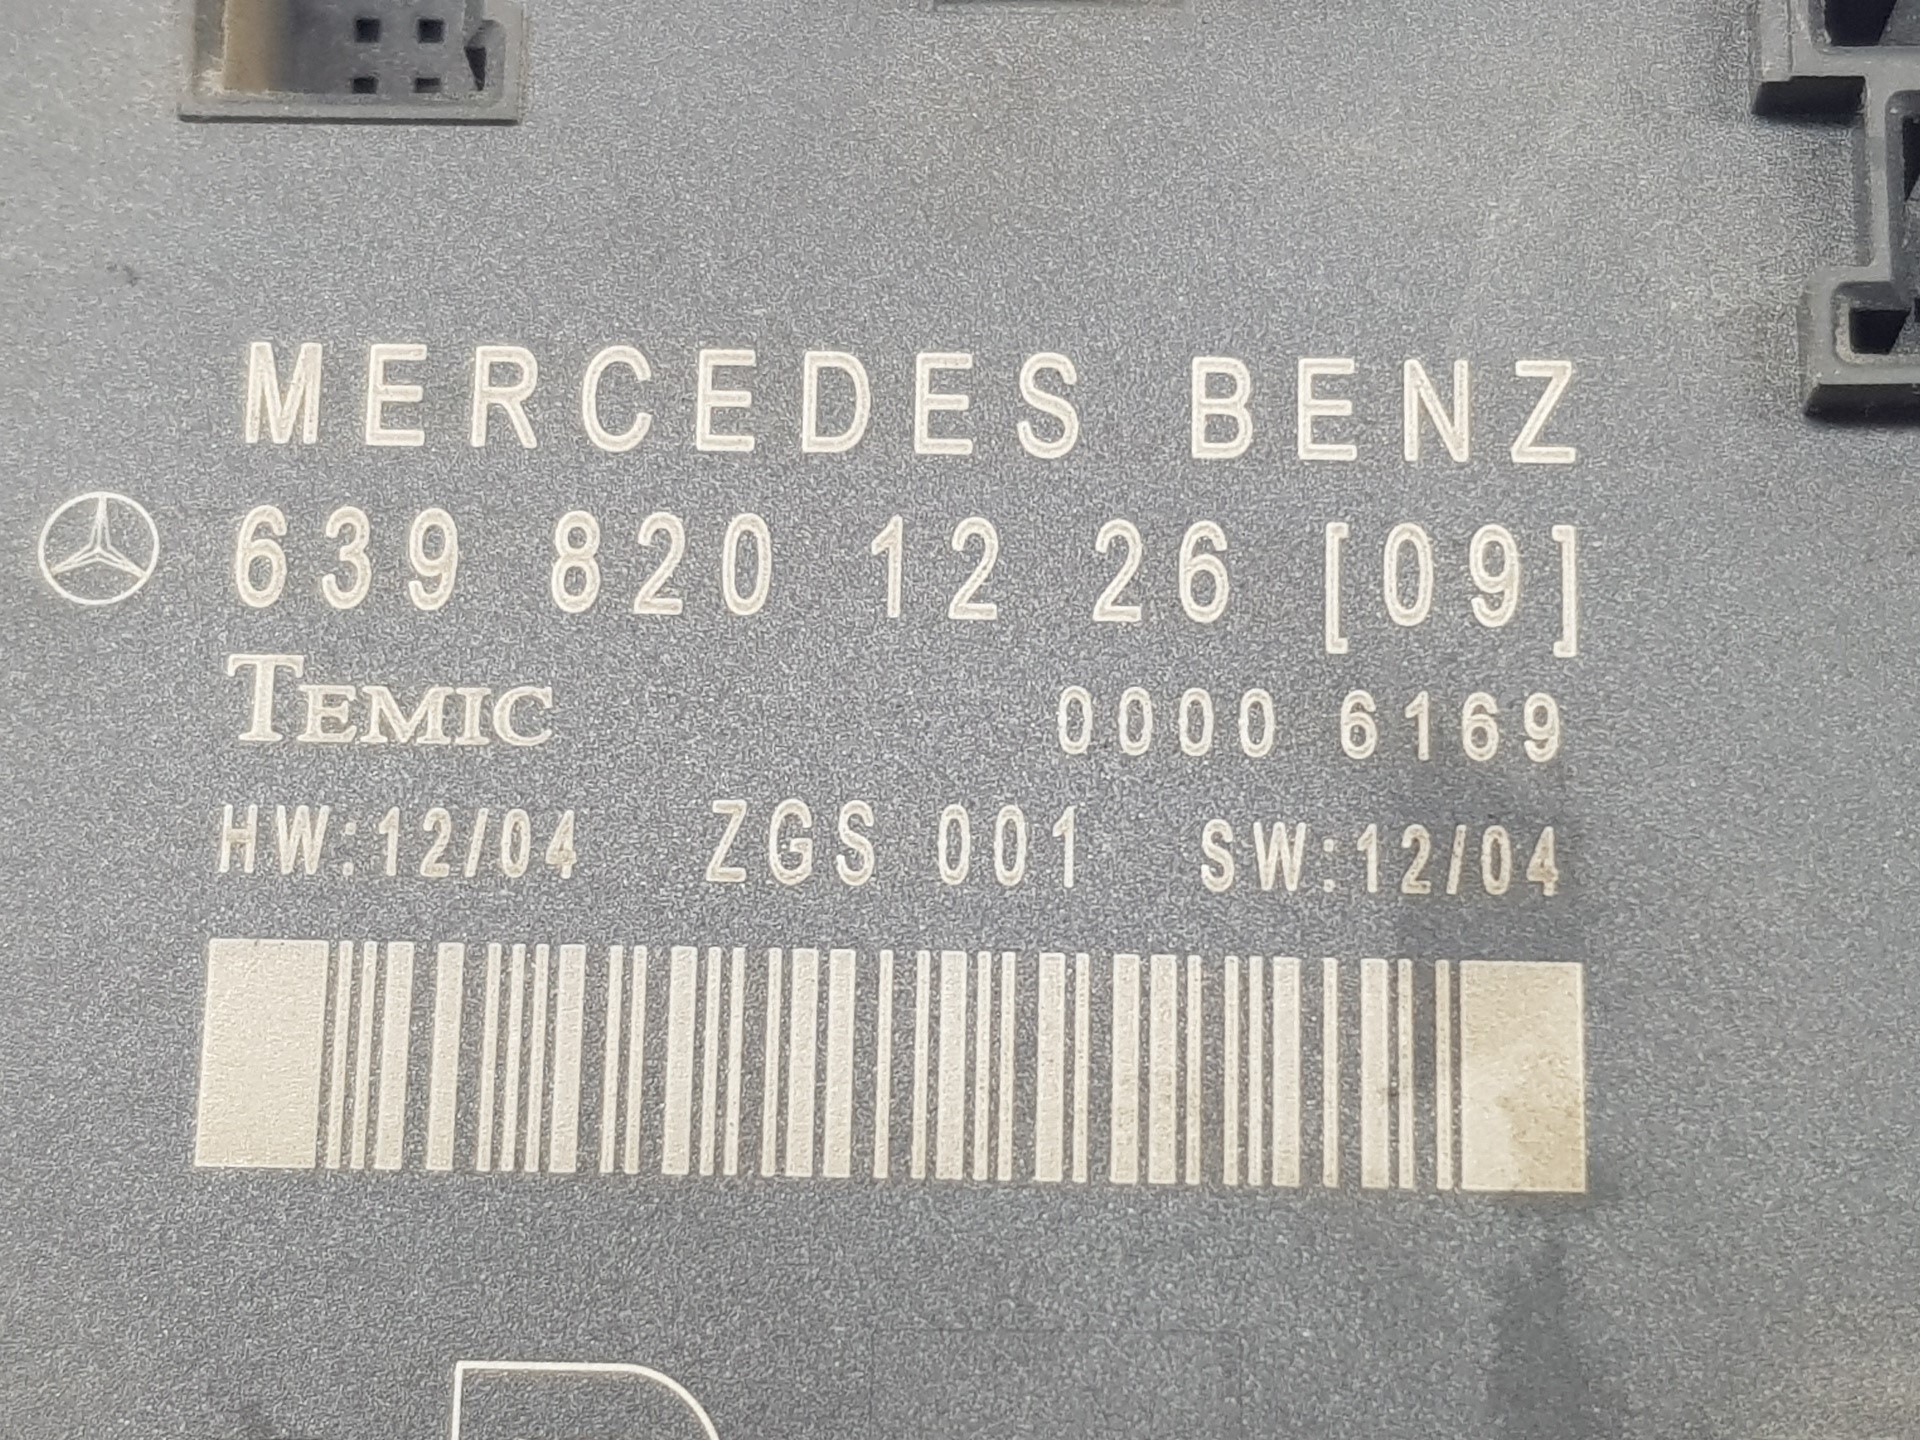 MERCEDES BENZ
639 820 12 26 [09]
TEMIC 0000 6169
HW:12/04 ZGS 001 SW:12/04